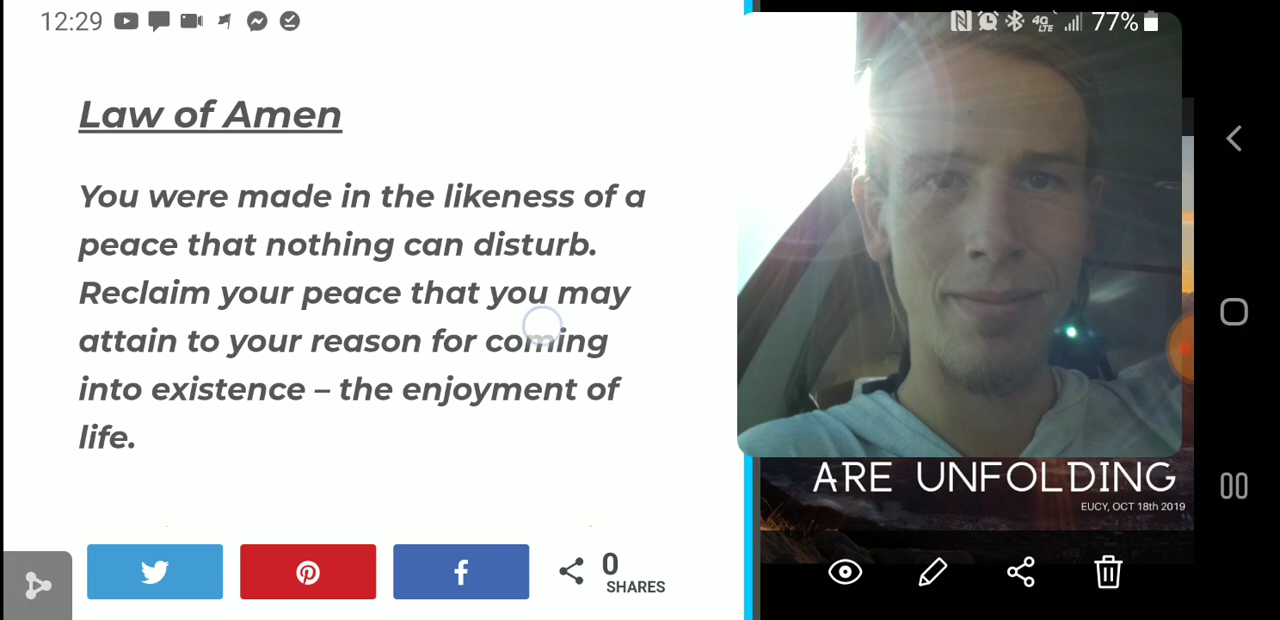 12:29
4G LTE 77%
Law of Amen
You were made in the likeness of a
peace that nothing can disturb.
Reclaim your peace that you may
attain to your reason for coming
into existence – the enjoyment of
life.
0
SHARES
ARE UNFOLDING
EUCY, OCT 18th 2019